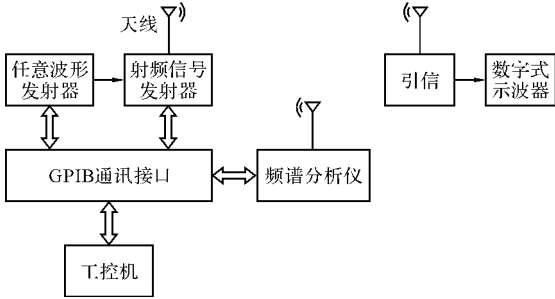 天线
任意波形
发射器
射频信号
发射器
引信
数字式
示波器
GPIB通讯接口
频谱分析仪
工控机